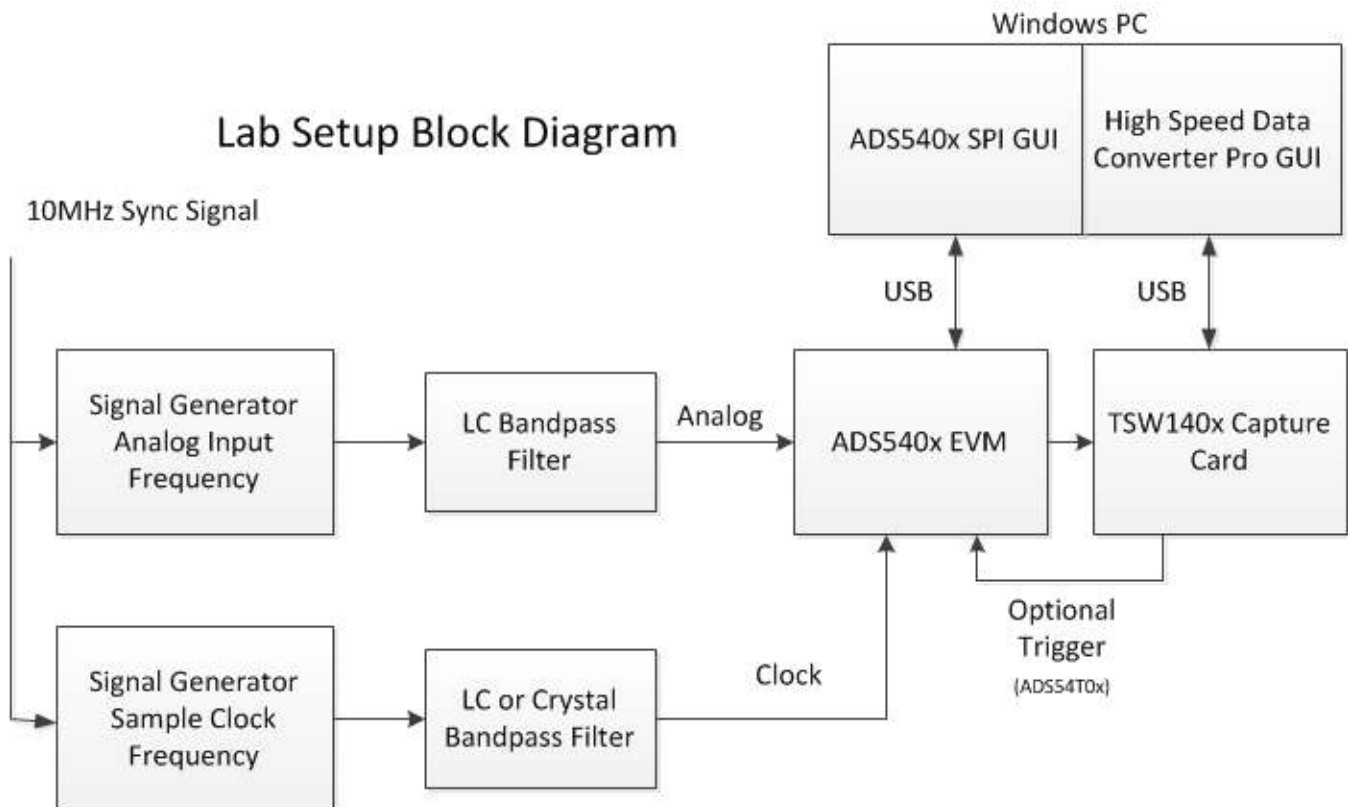 Windows PC
Lab Setup Block Diagram
ADS540x SPI GUI
High Speed Data
Converter Pro GUI
10MHz Sync Signal
USB
USB
Signal Generator
Analog Input
Frequency
LC Bandpass
Filter
Analog
ADS540x EVM
TSW140x Capture
Card
Optional
Trigger
(ADS54T0x)
Signal Generator
Sample Clock
Frequency
LC or Crystal
Bandpass Filter
Clock